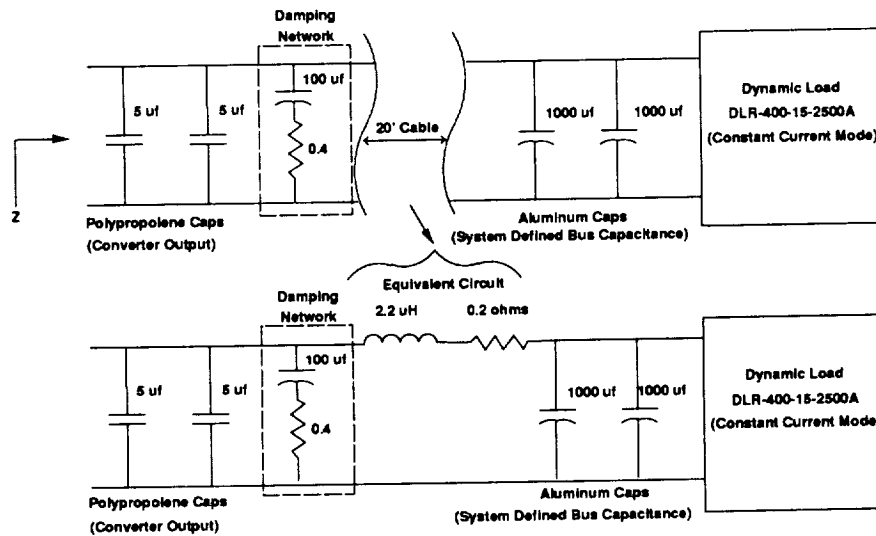 Damping
Network
100 uf
5 uf
5 uf
0.4
20' Cable
1000 uf
1000 uf
Dynamic Load
DLR-400-15-2500A
(Constant Current Mode)
Z
Polypropolene Caps
(Converter Output)
Aluminum Caps
(System Defined Bus Capacitance)
Equivalent Circuit
Damping
Network
2.2 uH
0.2 ohms
100 uf
5 uf
5 uf
0.4
1000 uf
1000 uf
Dynamic Load
DLR-400-15-2500A
(Constant Current Mode)
Polypropolene Caps
(Converter Output)
Aluminum Caps
(System Defined Bus Capacitance)